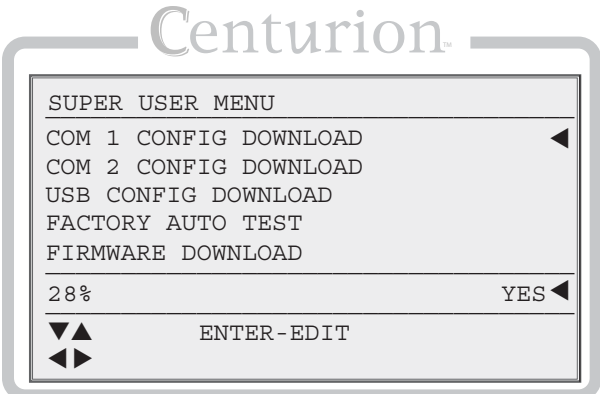 Centurion™
SUPER USER MENU
COM 1 CONFIG DOWNLOAD ◀
COM 2 CONFIG DOWNLOAD
USB CONFIG DOWNLOAD
FACTORY AUTO TEST
FIRMWARE DOWNLOAD
28% YES◀
▼▲ ENTER-EDIT
◀▶